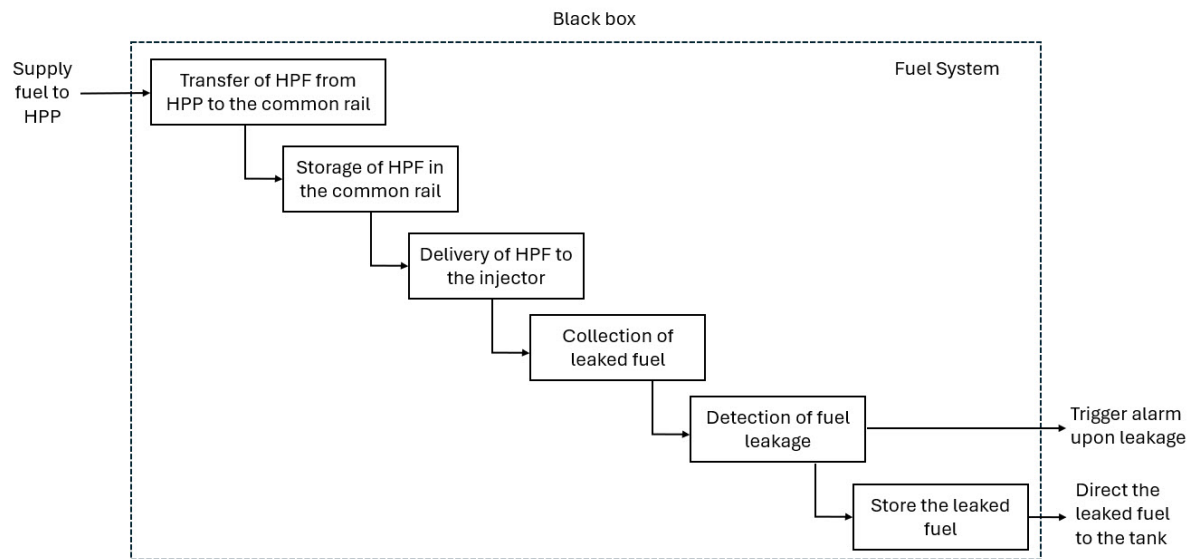 Black box
Fuel System
Supply
fuel to
HPP
Transfer of HPF from
HPP to the common rail
Storage of HPF in
the common rail
Delivery of HPF to
the injector
Collection of
leaked fuel
Detection of fuel
leakage
Trigger alarm
upon leakage
Store the leaked
fuel
Direct the
leaked fuel
to the tank